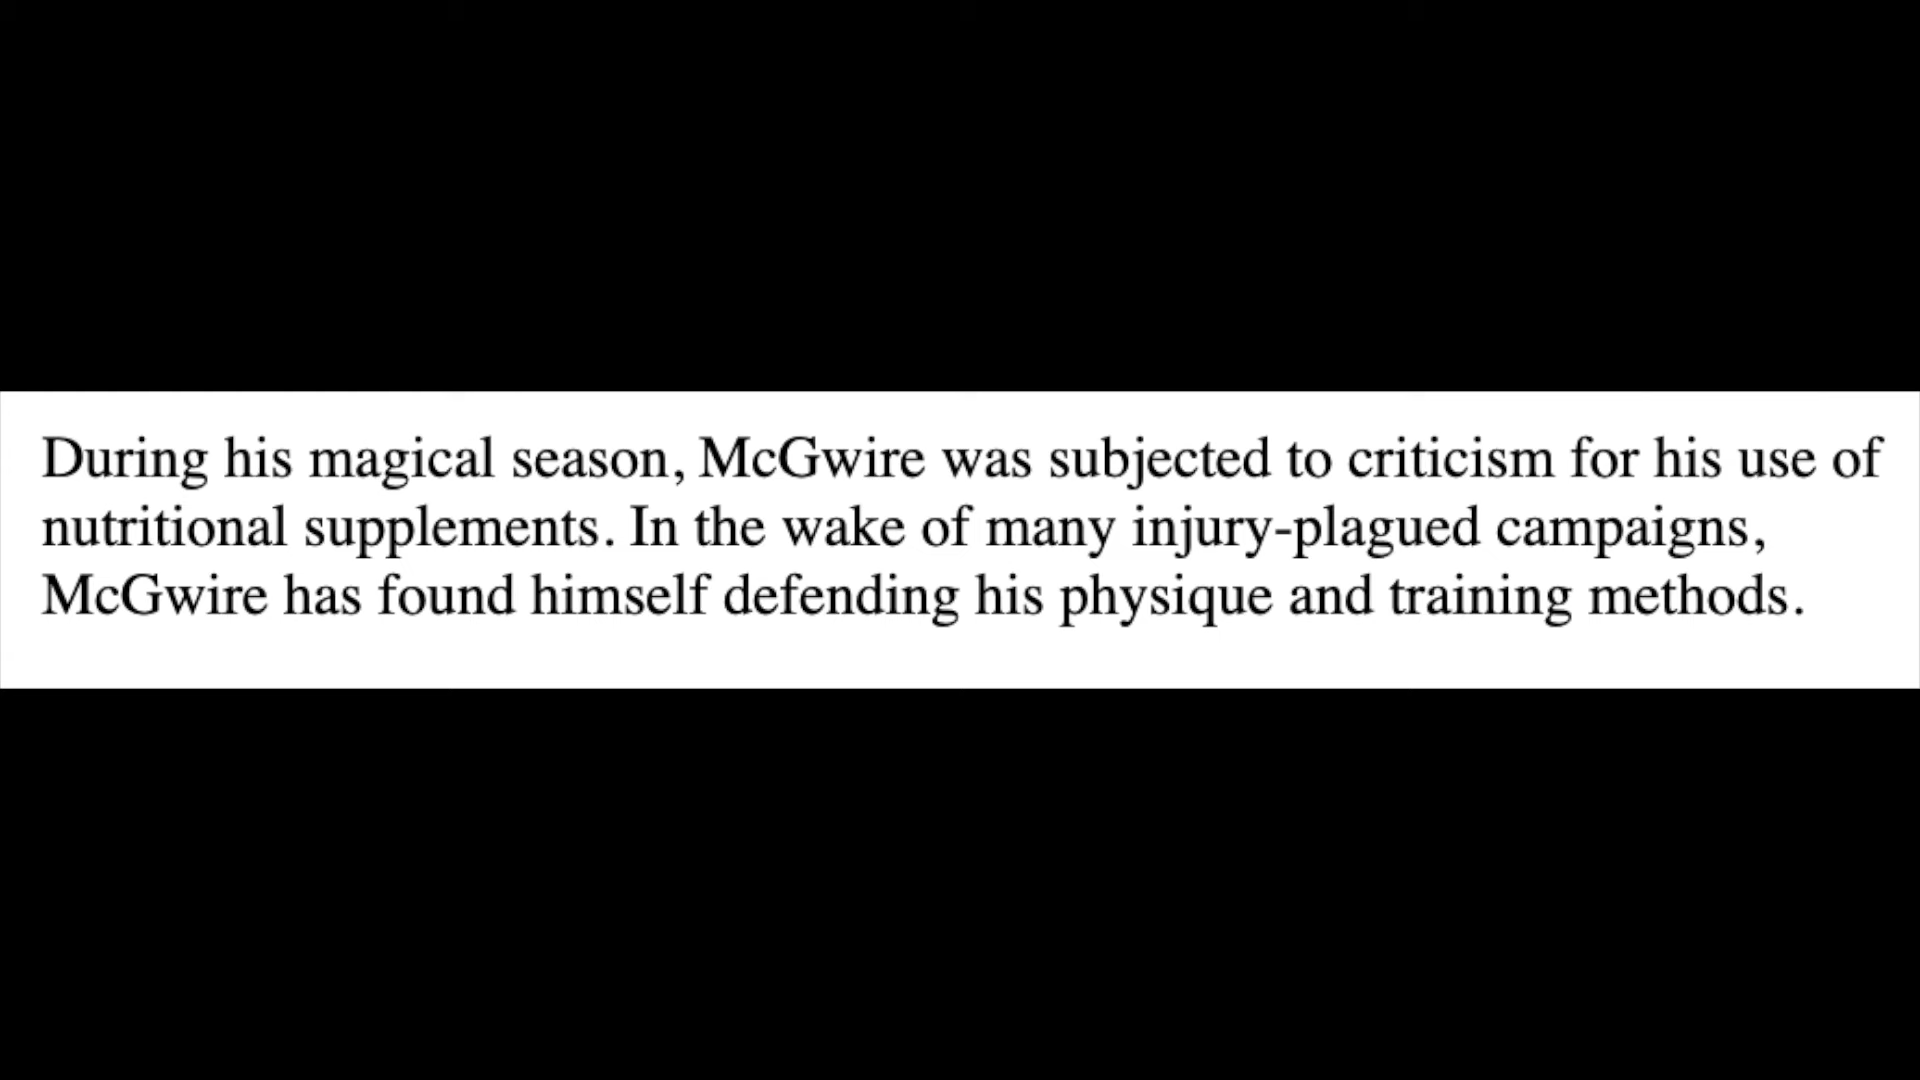 During his magical season, McGwire was subjected to criticism for his use of
nutritional supplements. In the wake of many injury-plagued campaigns,
McGwire has found himself defending his physique and training methods.